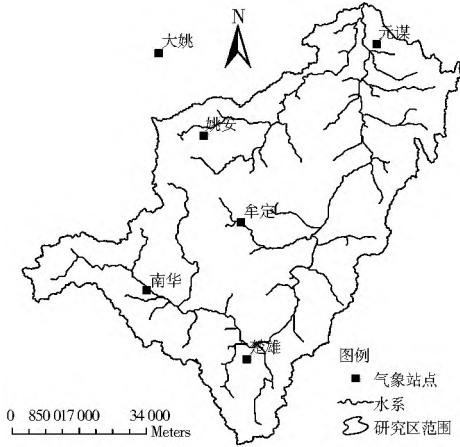 N
大姚
元谋
姚安
牟定
南华
楚雄
图例
气象站点
水系
研究区范围
0 850 017 000 34 000
Meters